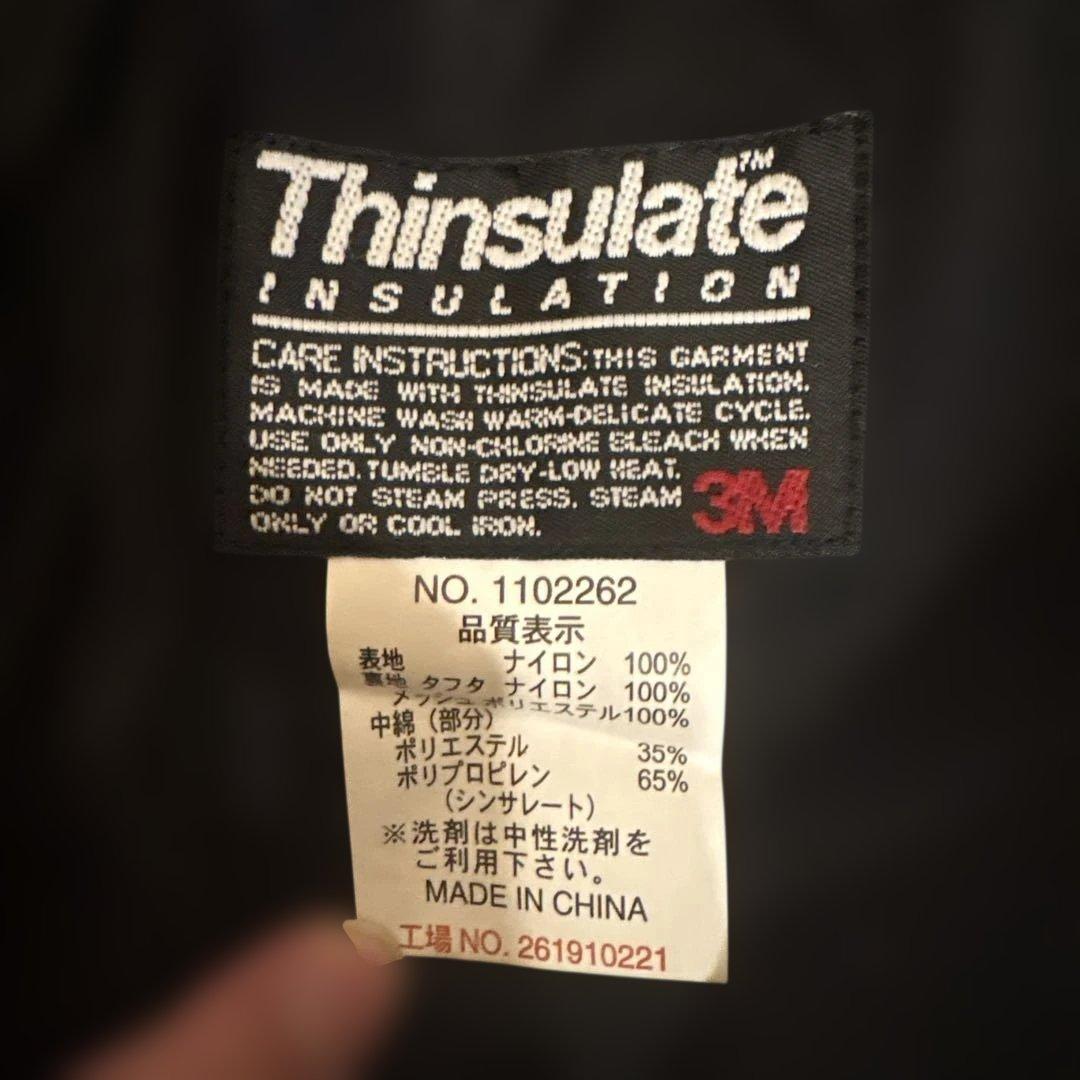 Thinsulate™
INSULATION
CARE INSTRUCTIONS: THIS GARMENT
IS MADE WITH THINSULATE INSULATION.
MACHINE WASH WARM-DELICATE CYCLE.
USE ONLY NON-CHLORINE BLEACH WHEN
NEEDED. TUMBLE DRY-LOW HEAT.
DO NOT STEAM PRESS. STEAM
ONLY OR COOL IRON.
3M
NO. 1102262
品質表示
表地 ナイロン 100%
裏地 タフタ ナイロン 100%
メッシュ ポリエステル 100%
中綿（部分）
ポリエステル 35%
ポリプロピレン 65%
（シンサレート）
※洗剤は中性洗剤を
ご利用下さい。
MADE IN CHINA
工場 NO. 261910221